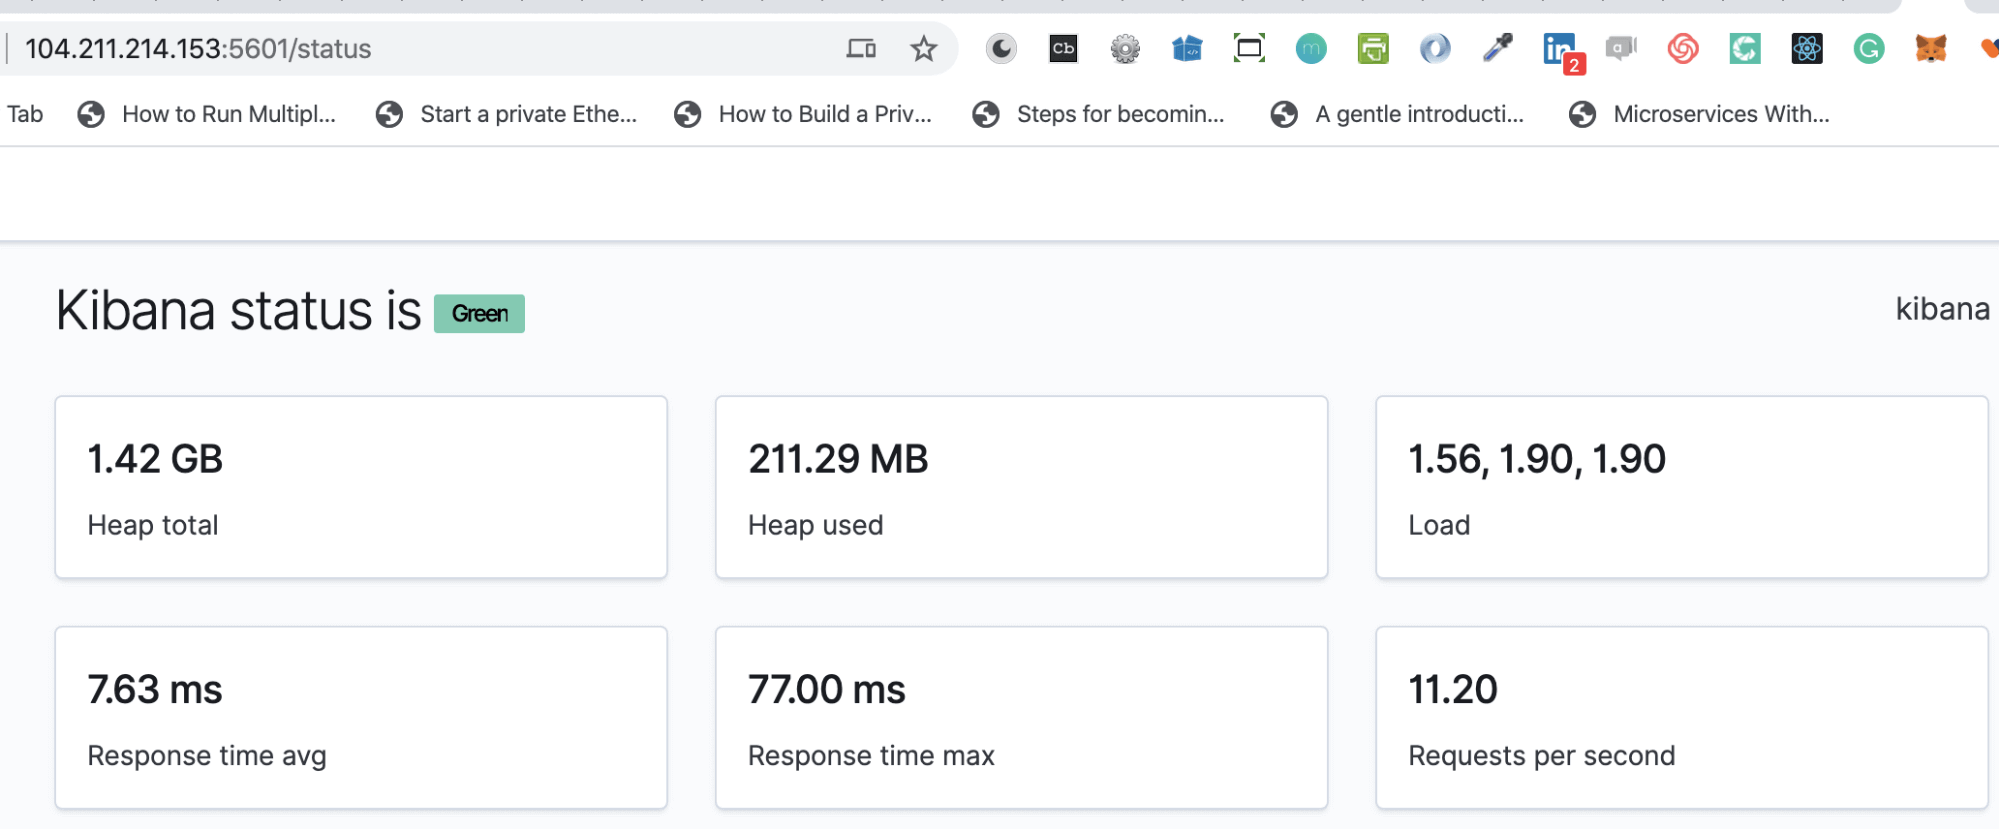 104.211.214.153:5601/status
Cb
m
in
2
a
G
Tab How to Run Multipl... Start a private Ethe... How to Build a Priv... Steps for becomin... A gentle introducti... Microservices With...
Kibana status is Green
kibana
1.42 GB
Heap total
211.29 MB
Heap used
1.56, 1.90, 1.90
Load
7.63 ms
Response time avg
77.00 ms
Response time max
11.20
Requests per second